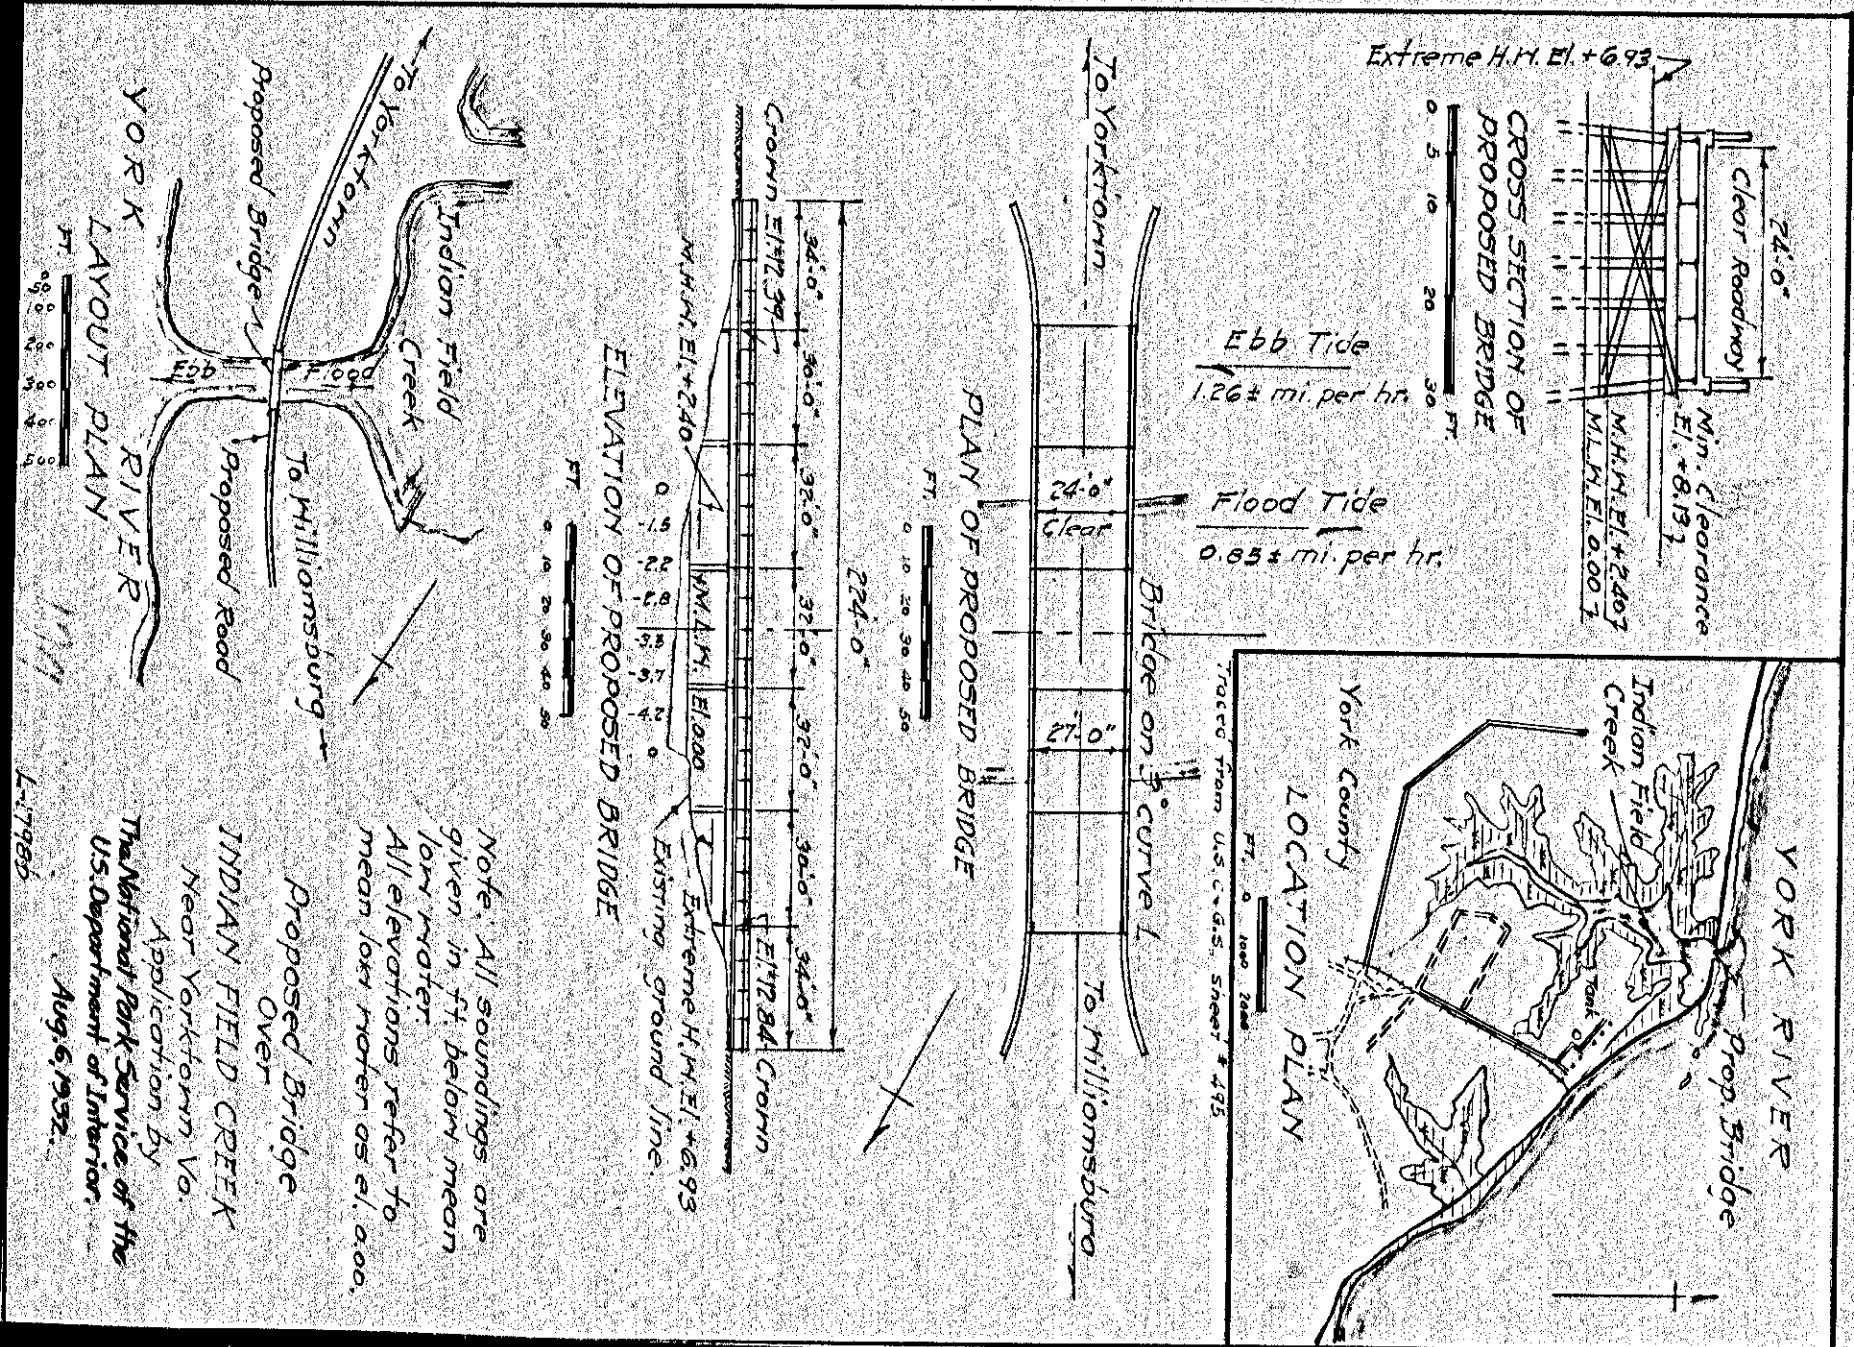 Extreme H.W. El. +6.93
24'-0"
Clear Roadway
Min. Clearance
El. +8.13
M.H.W. El. +2.40
M.L.W. El. 0.00
CROSS SECTION OF
PROPOSED BRIDGE
0 5 10 20 30 FT.
Ebb Tide
1.26± mi. per hr.
Flood Tide
0.85± mi. per hr.
To Yorktown
24'-0"
Clear
27'-0"
Bridge on 3° curve L
To Williamsburg
PLAN OF PROPOSED BRIDGE
FT. 0 10 20 30 40 50
224'-0"
34'-0" 30'-0" 32'-0" 32'-0" 32'-0" 30'-0" 34'-0"
Crown El. +12.39
El. +12.84 Crown
M.H.W. El. +2.40
M.L.W. El. 0.00
Extreme H.W. El. +6.93
Existing ground line.
0 -1.5 -2.2 -2.8 -3.3 -3.7 -4.2 0
ELEVATION OF PROPOSED BRIDGE
FT. 0 10 20 30 40 50
To Yorktown
Indian Field
Creek
Proposed Bridge
Ebb
Flood
To Williamsburg
Proposed Road
YORK RIVER
LAYOUT PLAN
FT. 0 50 100 200 300 400 500
YORK RIVER
Prop. Bridge
Indian Field
Creek
Tank
York County
LOCATION PLAN
FT. 0 1000 2000
Traced from U.S.C.&G.S. Sheet #495
Note: All soundings are
given in ft. below mean
low water.
All elevations refer to
mean low water as el. 0.00.
Proposed Bridge
Over
INDIAN FIELD CREEK
Near Yorktown Va.
Application by
The National Park Service of the
U.S. Department of Interior.
Aug. 6, 1932.